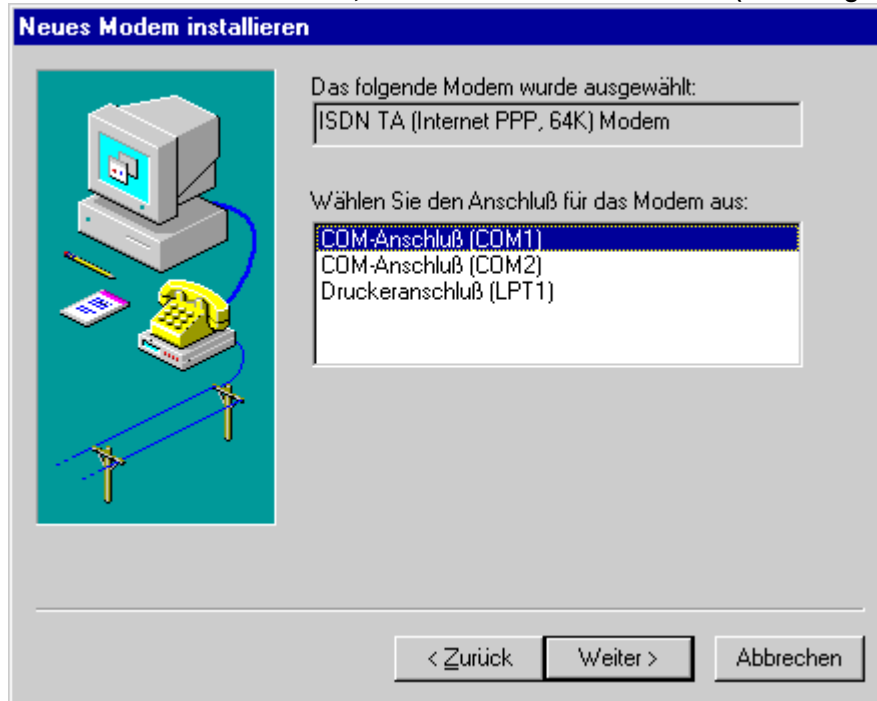 Neues Modem installieren
Das folgende Modem wurde ausgewählt:
ISDN TA (Internet PPP, 64K) Modem
Wählen Sie den Anschluß für das Modem aus:
COM-Anschluß (COM1)
COM-Anschluß (COM2)
Druckeranschluß (LPT1)
< Zurück
Weiter >
Abbrechen